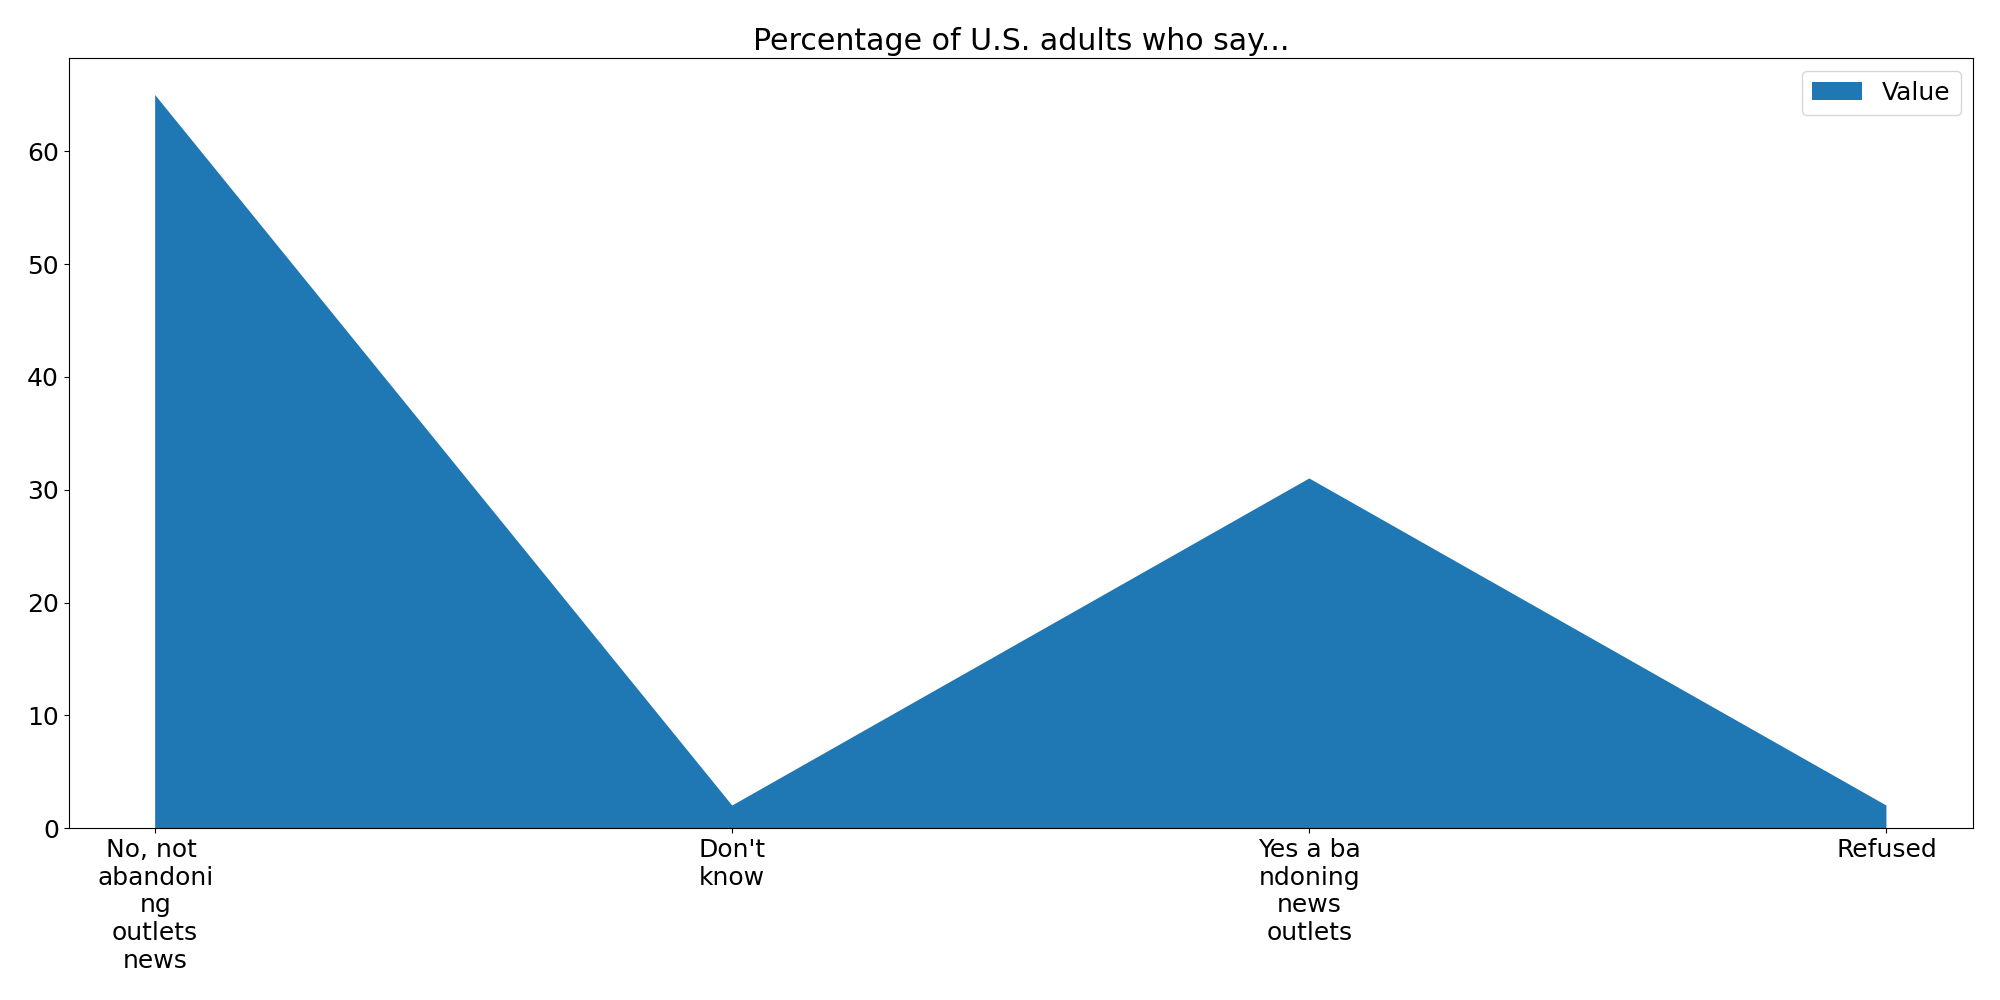 Percentage of U.S. adults who say...
Value
60
50
40
30
20
10
0
No, not
abandoni
ng
outlets
news
Don't
know
Yes a ba
ndoning
news
outlets
Refused